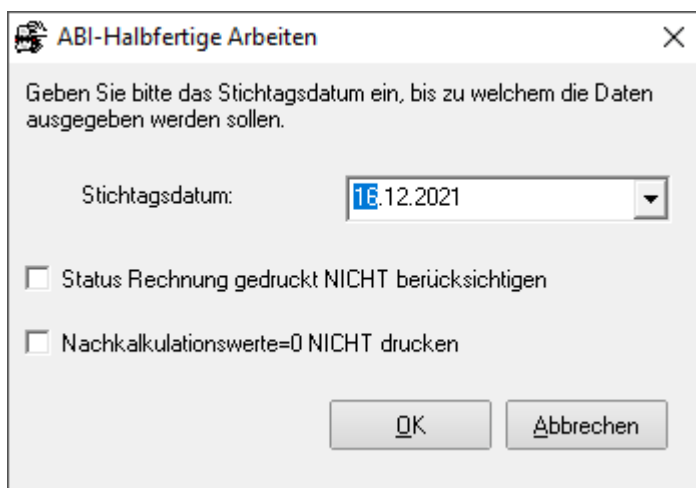 ABI-Halbfertige Arbeiten
Geben Sie bitte das Stichtagsdatum ein, bis zu welchem die Daten
ausgegeben werden sollen.
Stichtagsdatum:
16.12.2021
Status Rechnung gedruckt NICHT berücksichtigen
Nachkalkulationswerte=0 NICHT drucken
OK
Abbrechen